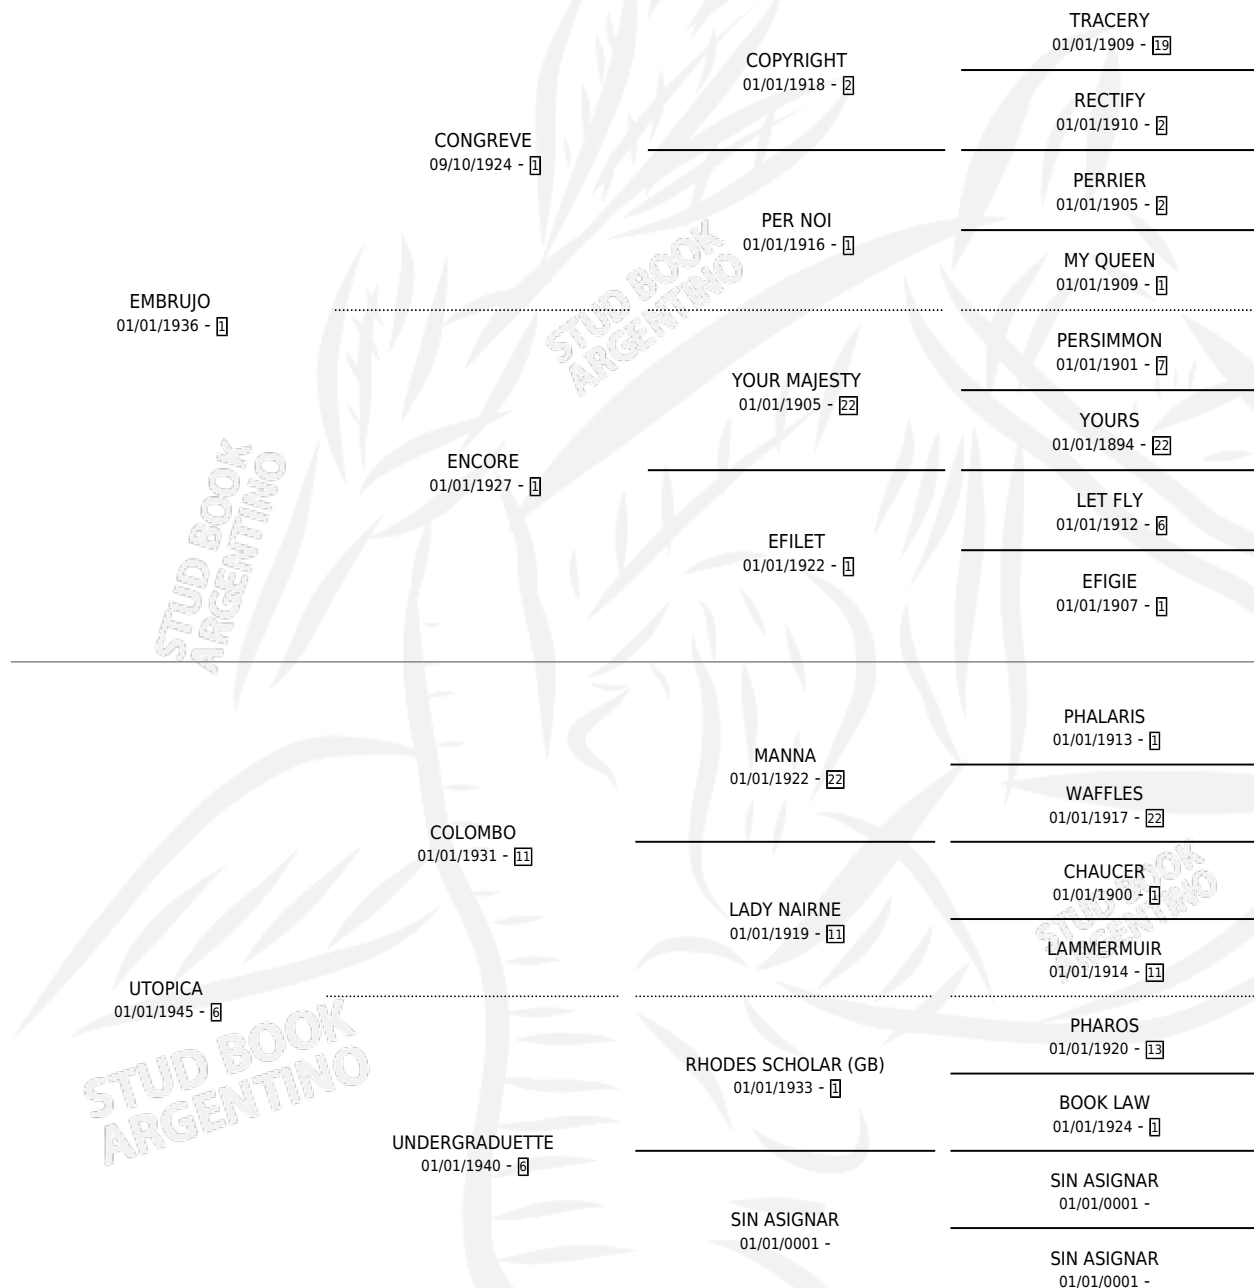 TRACERY
01/01/1909 - 19
COPYRIGHT
01/01/1918 - 2
RECTIFY
01/01/1910 - 2
CONGREVE
09/10/1924 - 1
PERRIER
01/01/1905 - 2
PER NOI
01/01/1916 - 1
MY QUEEN
01/01/1909 - 1
EMBRUJO
01/01/1936 - 1
PERSIMMON
01/01/1901 - 7
YOUR MAJESTY
01/01/1905 - 22
YOURS
01/01/1894 - 22
ENCORE
01/01/1927 - 1
LET FLY
01/01/1912 - 6
EFILET
01/01/1922 - 1
EFIGIE
01/01/1907 - 1
STUD BOOK
ARGENTINO
STUD BOOK
ARGENTINO
PHALARIS
01/01/1913 - 1
MANNA
01/01/1922 - 22
WAFFLES
01/01/1917 - 22
COLOMBO
01/01/1931 - 11
CHAUCER
01/01/1900 - 1
LADY NAIRNE
01/01/1919 - 11
LAMMERMUIR
01/01/1914 - 11
STUD BOOK
ARGENTINO
UTOPICA
01/01/1945 - 6
PHAROS
01/01/1920 - 13
RHODES SCHOLAR (GB)
01/01/1933 - 1
BOOK LAW
01/01/1924 - 1
UNDERGRADUETTE
01/01/1940 - 6
SIN ASIGNAR
01/01/0001 -
SIN ASIGNAR
01/01/0001 -
SIN ASIGNAR
01/01/0001 -
STUD BOOK
ARGENTINO